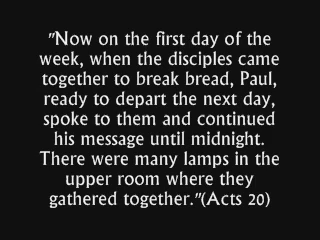 "Now on the first day of the
week, when the disciples came
together to break bread, Paul,
ready to depart the next day,
spoke to them and continued
his message until midnight.
There were many lamps in the
upper room where they
gathered together."(Acts 20)